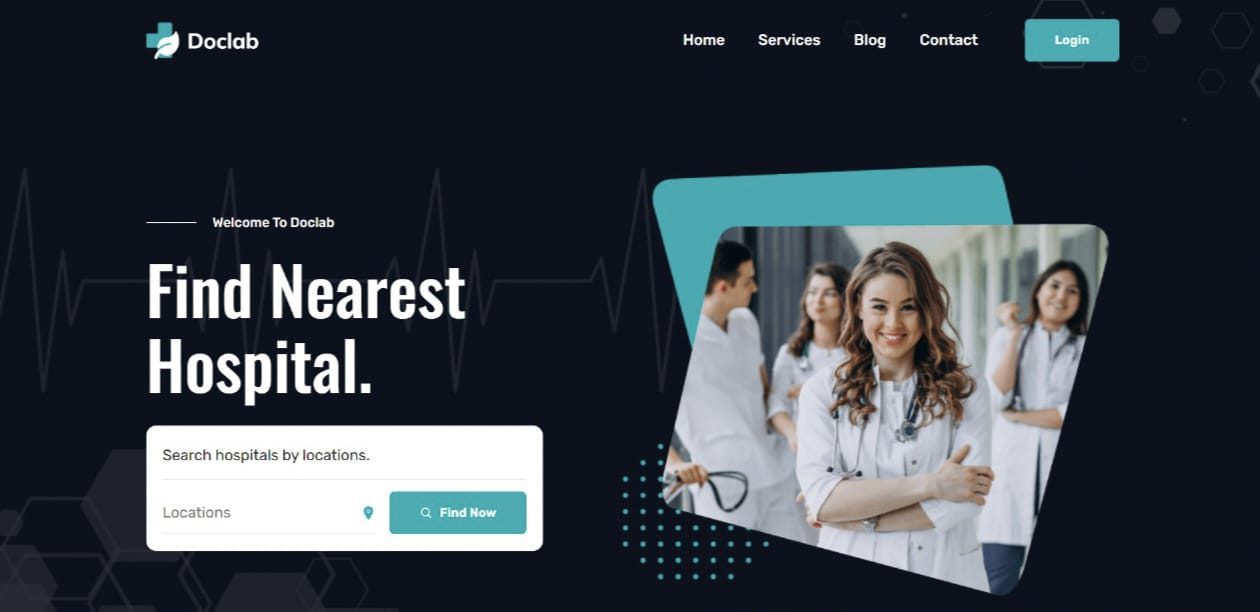 Doclab
Home Services Blog Contact Login
Welcome To Doclab
Find Nearest
Hospital.
Search hospitals by locations.
Locations
Find Now